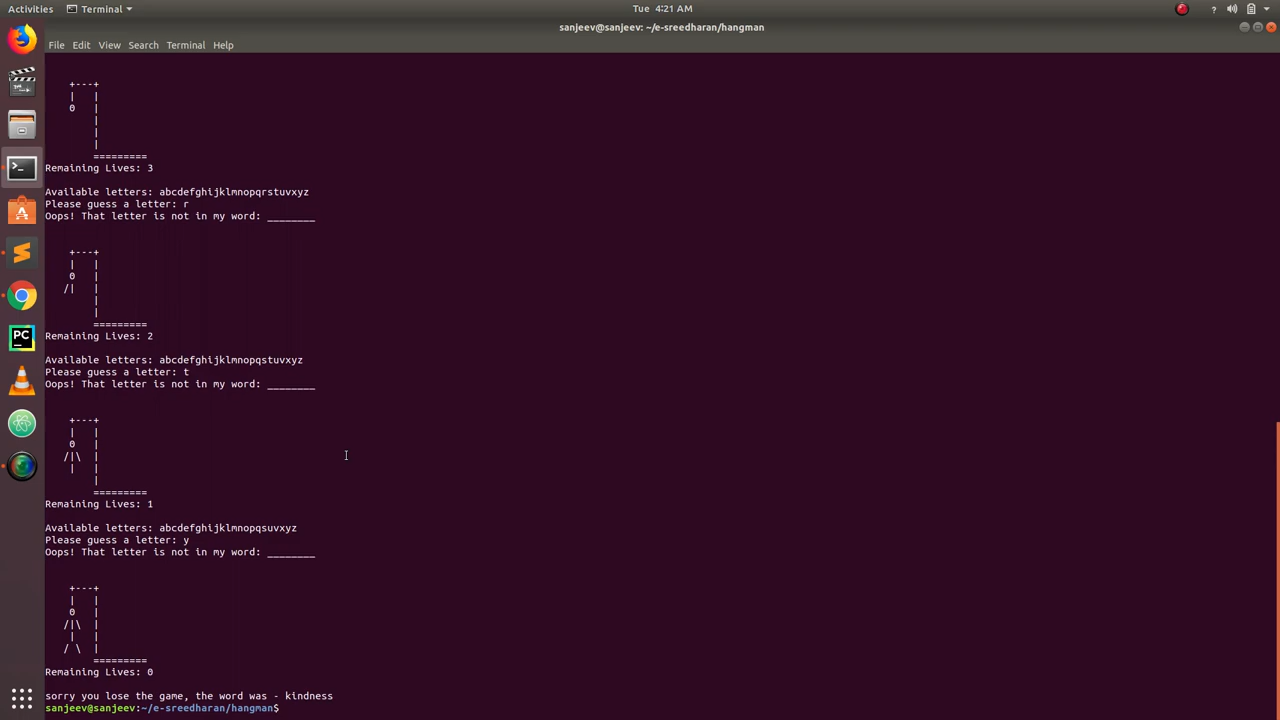 Activities Terminal Tue 4:21 AM ?
sanjeev@sanjeev: ~/e-sreedharan/hangman
File Edit View Search Terminal Help
+---+
|   |
0   |
    |
    |
    |
    =========
Remaining Lives: 3
Available letters: abcdefghijklmnopqrstuvxyz
Please guess a letter: r
Oops! That letter is not in my word: ________
+---+
|   |
0   |
/|   |
    |
    |
    =========
Remaining Lives: 2
Available letters: abcdefghijklmnopqstuvxyz
Please guess a letter: t
Oops! That letter is not in my word: ________
+---+
|   |
0   |
/|\  |
|   |
    |
    =========
Remaining Lives: 1
Available letters: abcdefghijklmnopqsuvxyz
Please guess a letter: y
Oops! That letter is not in my word: ________
+---+
|   |
0   |
/|\  |
|   |
/ \  |
    =========
Remaining Lives: 0
sorry you lose the game, the word was - kindness
sanjeev@sanjeev:~/e-sreedharan/hangman$
PC